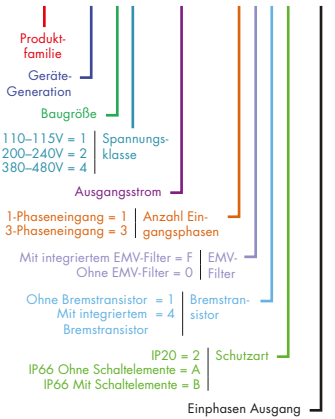 Produkt-
familie
Geräte-
Generation
Baugröße
110–115V = 1 Spannungs-
200–240V = 2 klasse
380–480V = 4
Ausgangsstrom
1-Phaseneingang = 1 Anzahl Ein-
3-Phaseneingang = 3 gangsphasen
Mit integriertem EMV-Filter = F EMV-
Ohne EMV-Filter = 0 Filter
Ohne Bremstransistor = 1 Bremstran-
Mit integriertem = 4 sistor
Bremstransistor
IP20 = 2 Schutzart
IP66 Ohne Schaltelemente = A
IP66 Mit Schaltelemente = B
Einphasen Ausgang